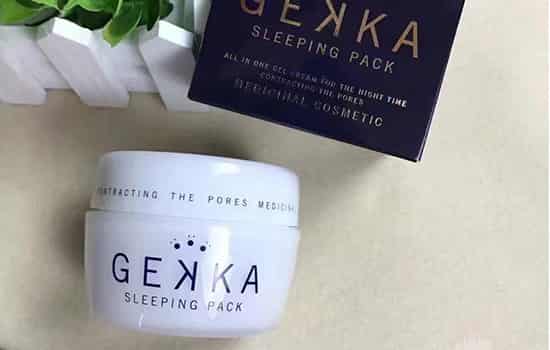 GEKKA
SLEEPING PACK
ALL IN ONE GEL CREAM FOR THE NIGHT TIME
CONTRACTING THE PORES
MEDICINAL COSMETIC
CONTRACTING THE PORES MEDICINAL
GEKKA
SLEEPING PACK